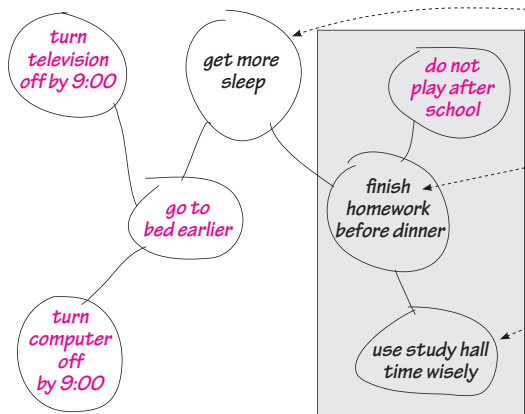 turn
television
off by 9:00
get more
sleep
do not
play after
school
go to
bed earlier
finish
homework
before dinner
turn
computer
off
by 9:00
use study hall
time wisely